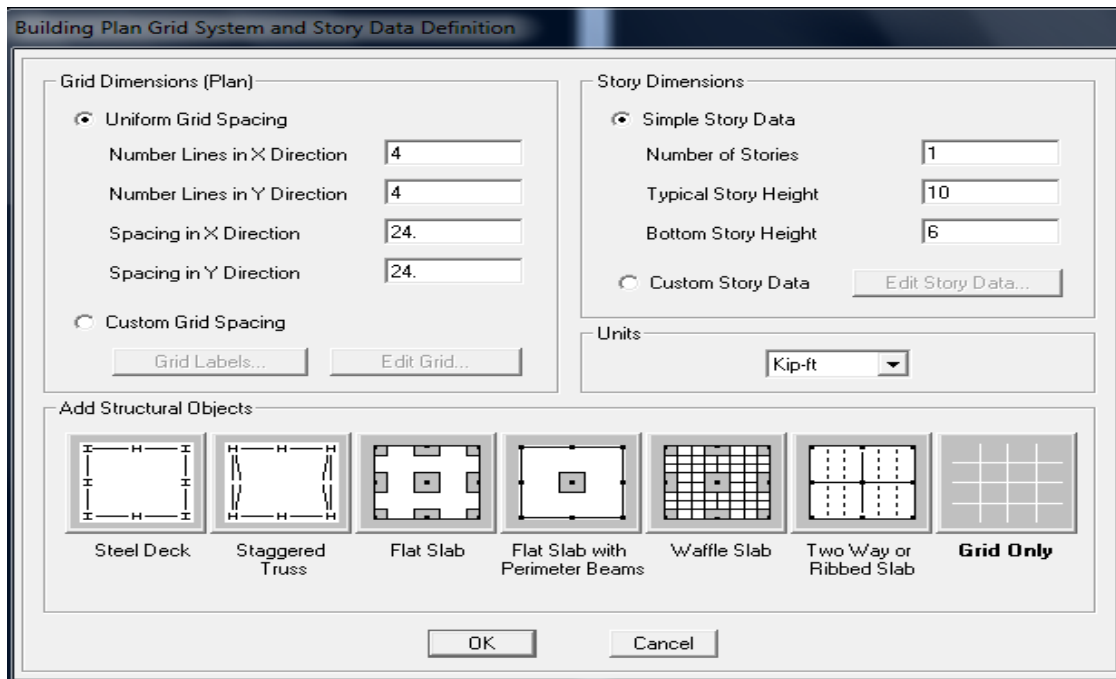 Building Plan Grid System and Story Data Definition
Grid Dimensions (Plan)
Uniform Grid Spacing
Number Lines in X Direction 4
Number Lines in Y Direction 4
Spacing in X Direction 24.
Spacing in Y Direction 24.
Custom Grid Spacing
Grid Labels... Edit Grid...
Story Dimensions
Simple Story Data
Number of Stories 1
Typical Story Height 10
Bottom Story Height 6
Custom Story Data Edit Story Data...
Units
Kip-ft
Add Structural Objects
Steel Deck
Staggered
Truss
Flat Slab
Flat Slab with
Perimeter Beams
Waffle Slab
Two Way or
Ribbed Slab
Grid Only
OK Cancel